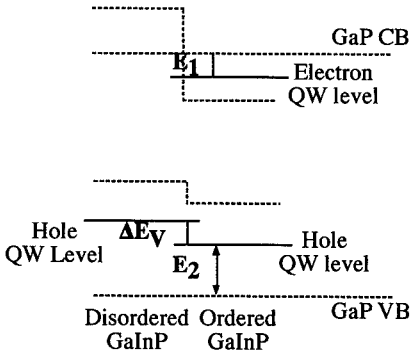 GaP CB
E1
Electron
QW level
Hole
QW Level
ΔEV
E2
Hole
QW level
GaP VB
Disordered
GaInP
Ordered
GaInP